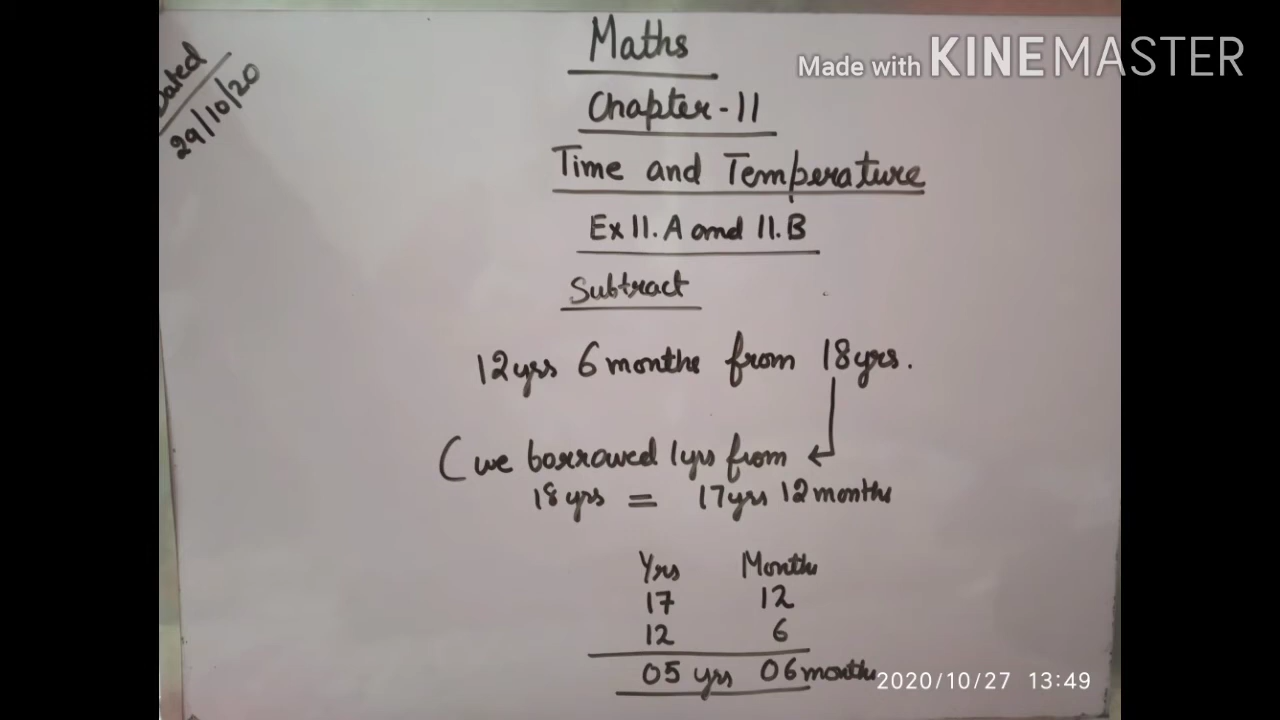 Maths
Made with KINEMASTER
Dated
29/10/20
Chapter-11
Time and Temperature
Ex 11.A and 11.B
Subtract
12yrs 6 months from 18yrs.
(we borrowed 1yrs from
18 yrs = 17yrs 12 months
Yrs Months
17 12
12 6
05 yrs 06 months
2020/10/27 13:49